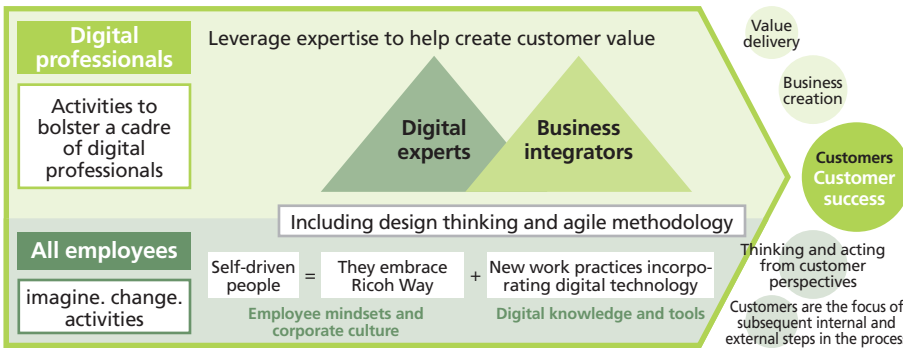 Digital
professionals
Activities to
bolster a cadre
of digital
professionals
Leverage expertise to help create customer value
Digital
experts
Business
integrators
Including design thinking and agile methodology
All employees
imagine. change.
activities
Self-driven
people
=
They embrace
Ricoh Way
+
New work practices incorpo-
rating digital technology
Employee mindsets and
corporate culture
Digital knowledge and tools
Value
delivery
Business
creation
Customers
Customer
success
Thinking and acting
from customer
perspectives
Customers are the focus of
subsequent internal and
external steps in the proces